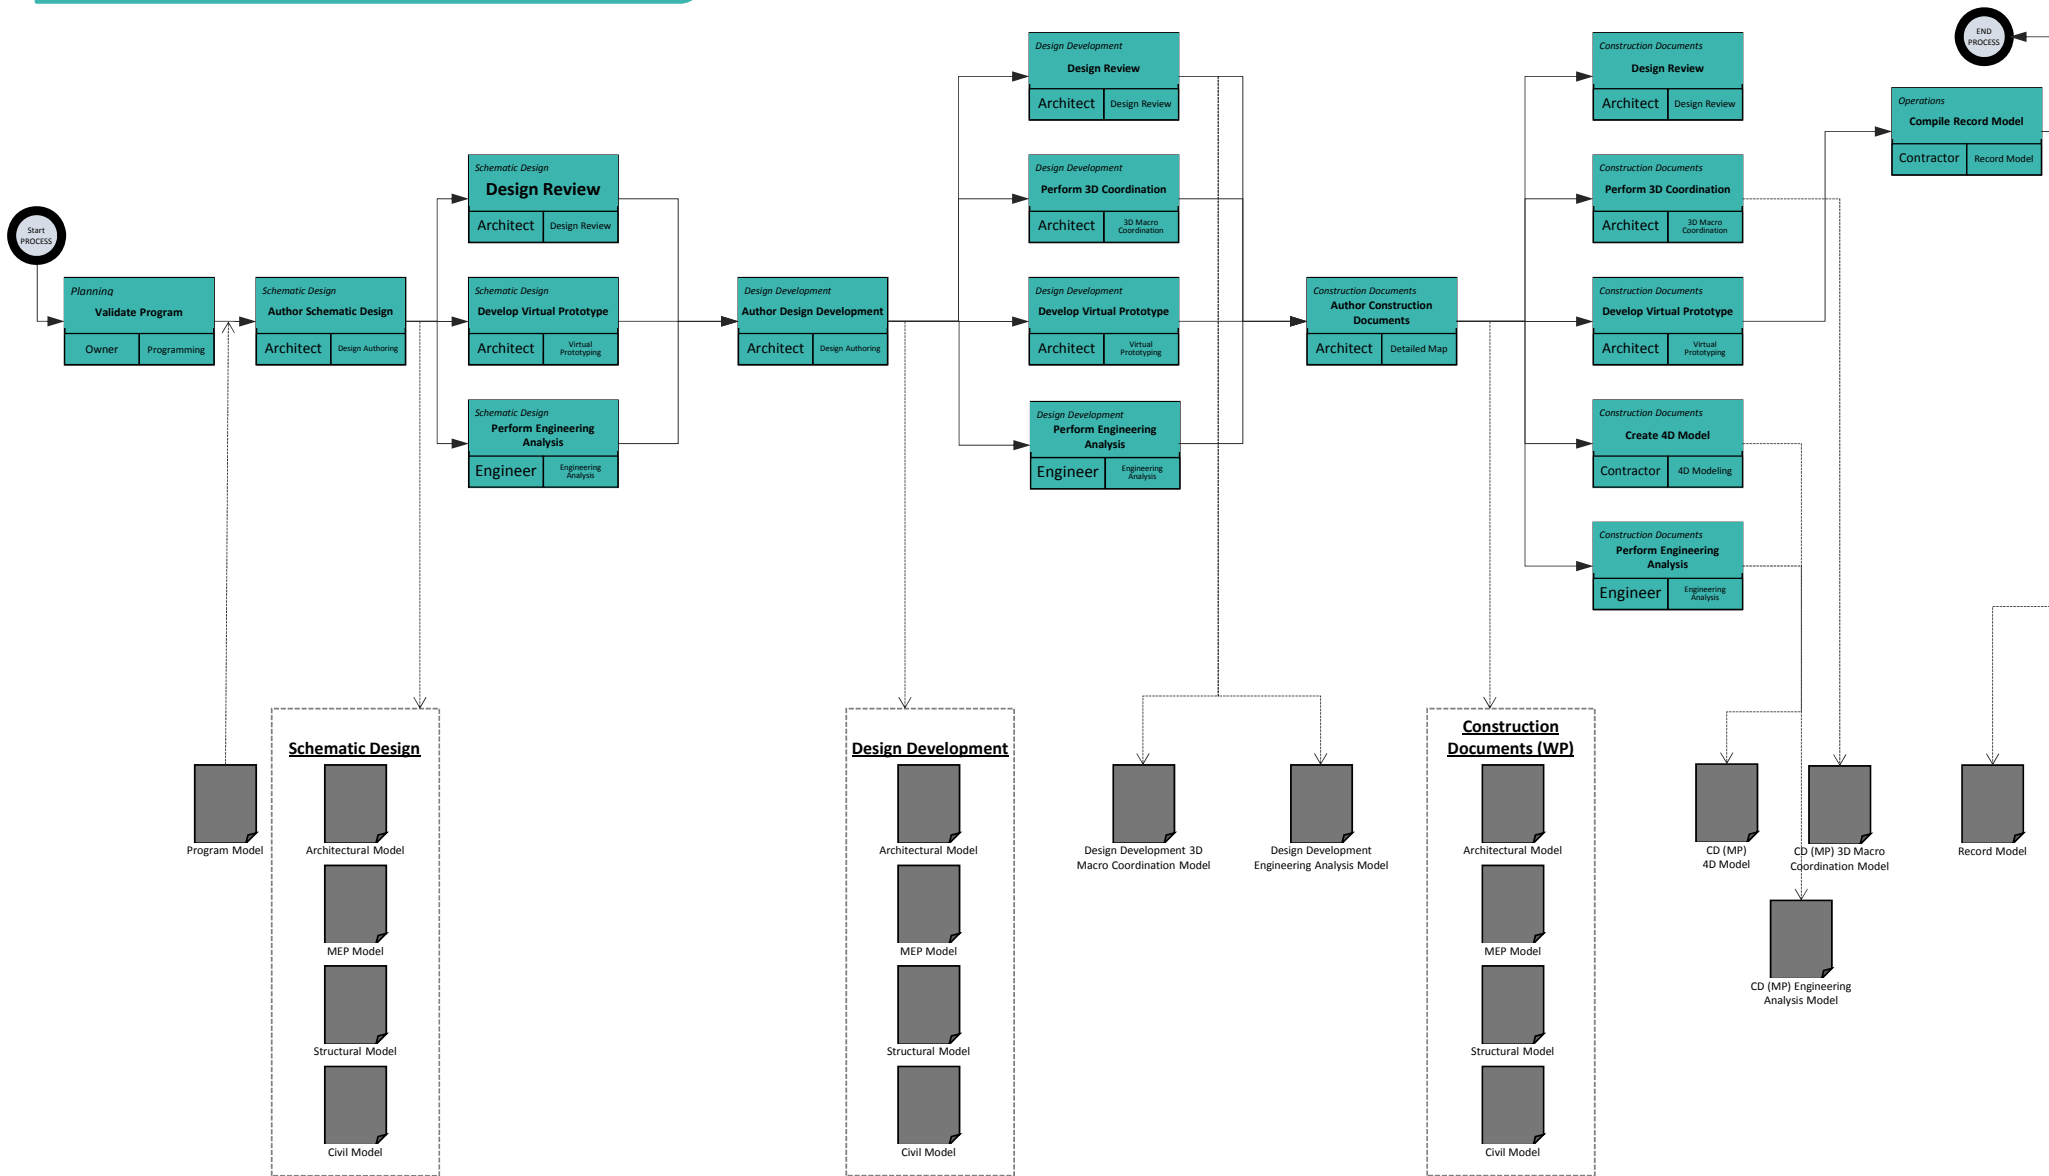 Start
PROCESS
Planning
Validate Program
Owner
Programming
Schematic Design
Author Schematic Design
Architect
Design Authoring
Schematic Design
Design Review
Architect
Design Review
Schematic Design
Develop Virtual Prototype
Architect
Virtual
Prototyping
Schematic Design
Perform Engineering
Analysis
Engineer
Engineering
Analysis
Design Development
Author Design Development
Architect
Design Authoring
Design Development
Design Review
Architect
Design Review
Design Development
Perform 3D Coordination
Architect
3D Macro
Coordination
Design Development
Develop Virtual Prototype
Architect
Virtual
Prototyping
Design Development
Perform Engineering
Analysis
Engineer
Engineering
Analysis
Construction Documents
Author Construction
Documents
Architect
Detailed Map
Construction Documents
Design Review
Architect
Design Review
Construction Documents
Perform 3D Coordination
Architect
3D Macro
Coordination
Construction Documents
Develop Virtual Prototype
Architect
Virtual
Prototyping
Construction Documents
Create 4D Model
Contractor
4D Modeling
Construction Documents
Perform Engineering
Analysis
Engineer
Engineering
Analysis
END
PROCESS
Operations
Compile Record Model
Contractor
Record Model
Program Model
Schematic Design
Architectural Model
MEP Model
Structural Model
Civil Model
Design Development
Architectural Model
MEP Model
Structural Model
Civil Model
Design Development 3D
Macro Coordination Model
Design Development
Engineering Analysis Model
Construction
Documents (WP)
Architectural Model
MEP Model
Structural Model
Civil Model
CD (MP)
4D Model
CD (MP) 3D Macro
Coordination Model
CD (MP) Engineering
Analysis Model
Record Model